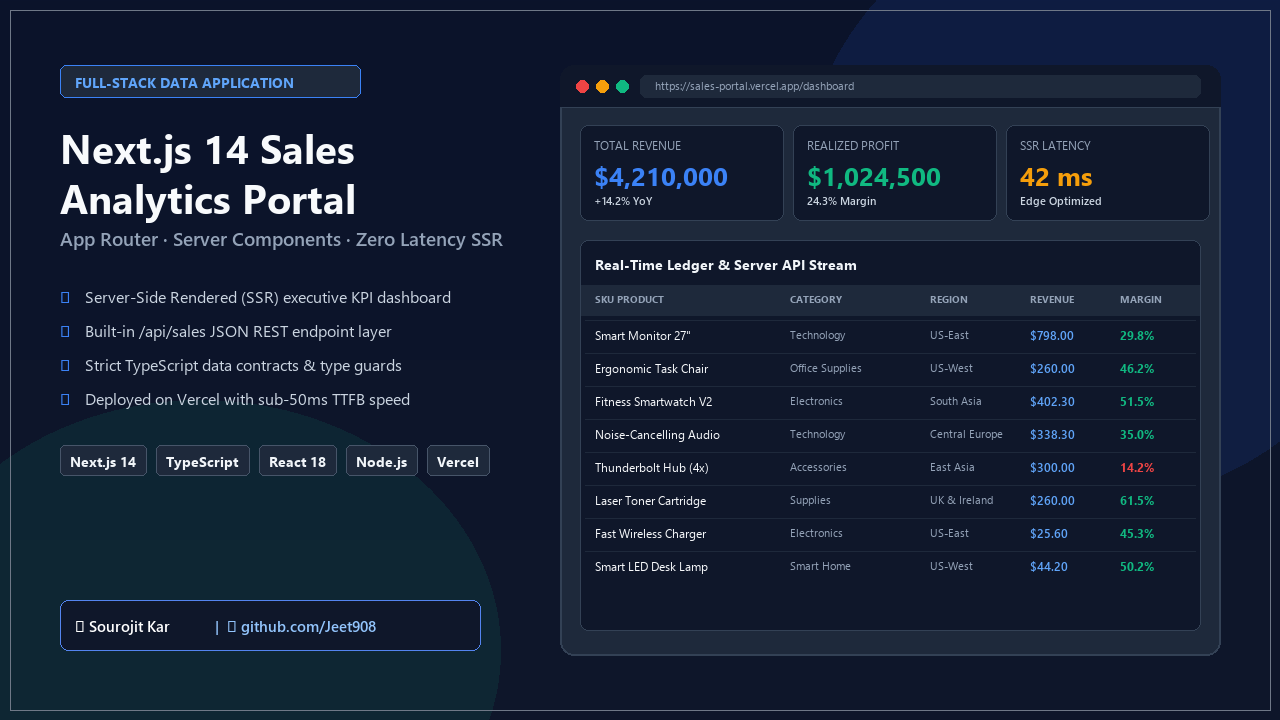 FULL-STACK DATA APPLICATION
Next.js 14 Sales
Analytics Portal
App Router · Server Components · Zero Latency SSR
Server-Side Rendered (SSR) executive KPI dashboard
Built-in /api/sales JSON REST endpoint layer
Strict TypeScript data contracts & type guards
Deployed on Vercel with sub-50ms TTFB speed
Next.js 14 TypeScript React 18 Node.js Vercel
Sourojit Kar | github.com/Jeet908
https://sales-portal.vercel.app/dashboard
TOTAL REVENUE
$4,210,000
+14.2% YoY
REALIZED PROFIT
$1,024,500
24.3% Margin
SSR LATENCY
42 ms
Edge Optimized
Real-Time Ledger & Server API Stream
SKU PRODUCT CATEGORY REGION REVENUE MARGIN
Smart Monitor 27" Technology US-East $798.00 29.8%
Ergonomic Task Chair Office Supplies US-West $260.00 46.2%
Fitness Smartwatch V2 Electronics South Asia $402.30 51.5%
Noise-Cancelling Audio Technology Central Europe $338.30 35.0%
Thunderbolt Hub (4x) Accessories East Asia $300.00 14.2%
Laser Toner Cartridge Supplies UK & Ireland $260.00 61.5%
Fast Wireless Charger Electronics US-East $25.60 45.3%
Smart LED Desk Lamp Smart Home US-West $44.20 50.2%